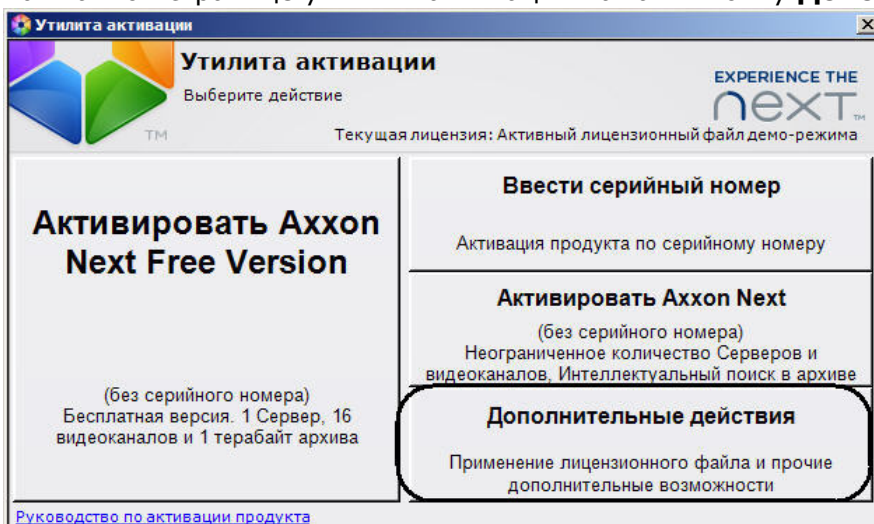 Утилита активации
Утилита активации
Выберите действие
EXPERIENCE THE
next TM
TM
Текущая лицензия: Активный лицензионный файл демо-режима
Активировать Axxon
Next Free Version
(без серийного номера)
Бесплатная версия. 1 Сервер, 16
видеоканалов и 1 терабайт архива
Ввести серийный номер
Активация продукта по серийному номеру
Активировать Axxon Next
(без серийного номера)
Неограниченное количество Серверов и
видеоканалов, Интеллектуальный поиск в архиве
Дополнительные действия
Применение лицензионного файла и прочие
дополнительные возможности
Руководство по активации продукта